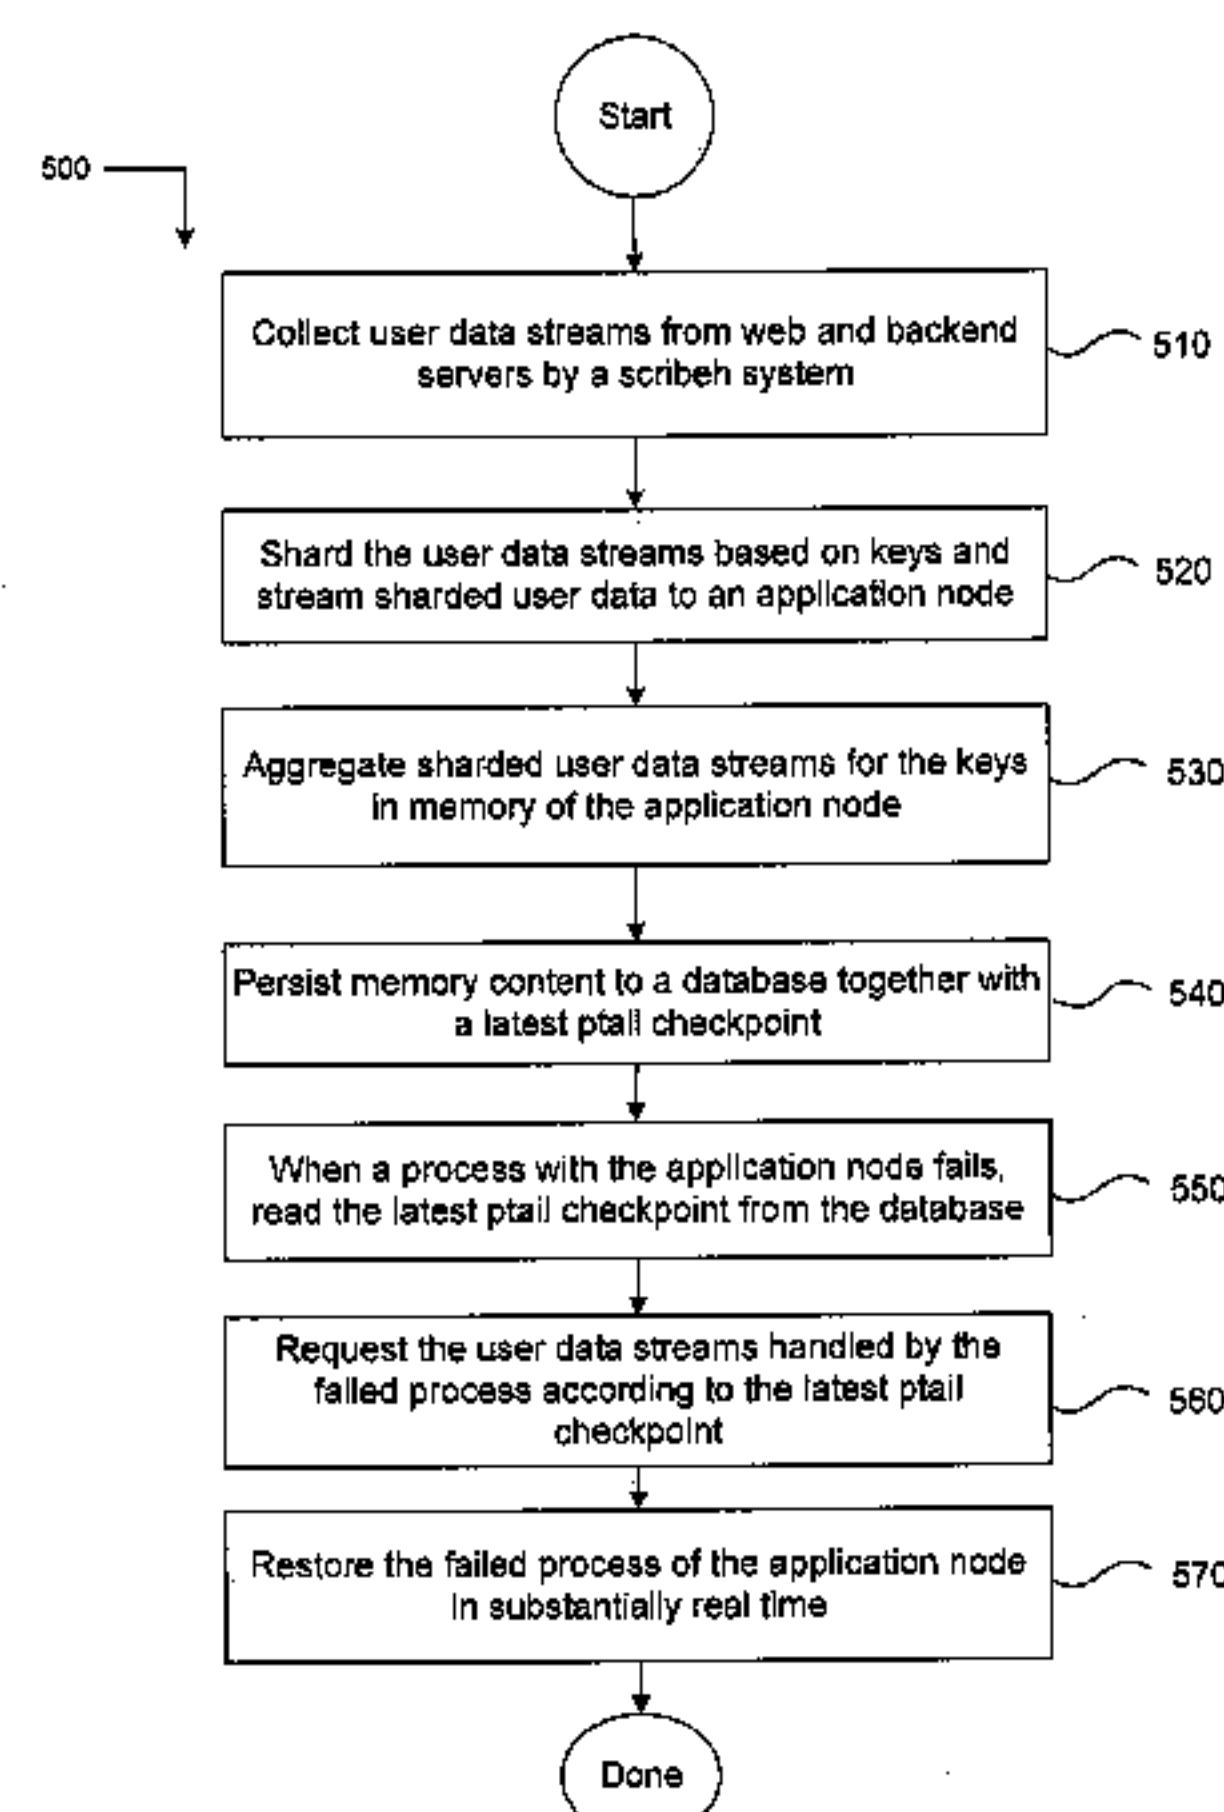 Start
500
Collect user data streams from web and backend
servers by a scribeh system
510
Shard the user data streams based on keys and
stream sharded user data to an application node
520
Aggregate sharded user data streams for the keys
in memory of the application node
530
Persist memory content to a database together with
a latest ptail checkpoint
540
When a process with the application node fails,
read the latest ptail checkpoint from the database
550
Request the user data streams handled by the
failed process according to the latest ptail
checkpoint
560
Restore the failed process of the application node
in substantially real time
570
Done